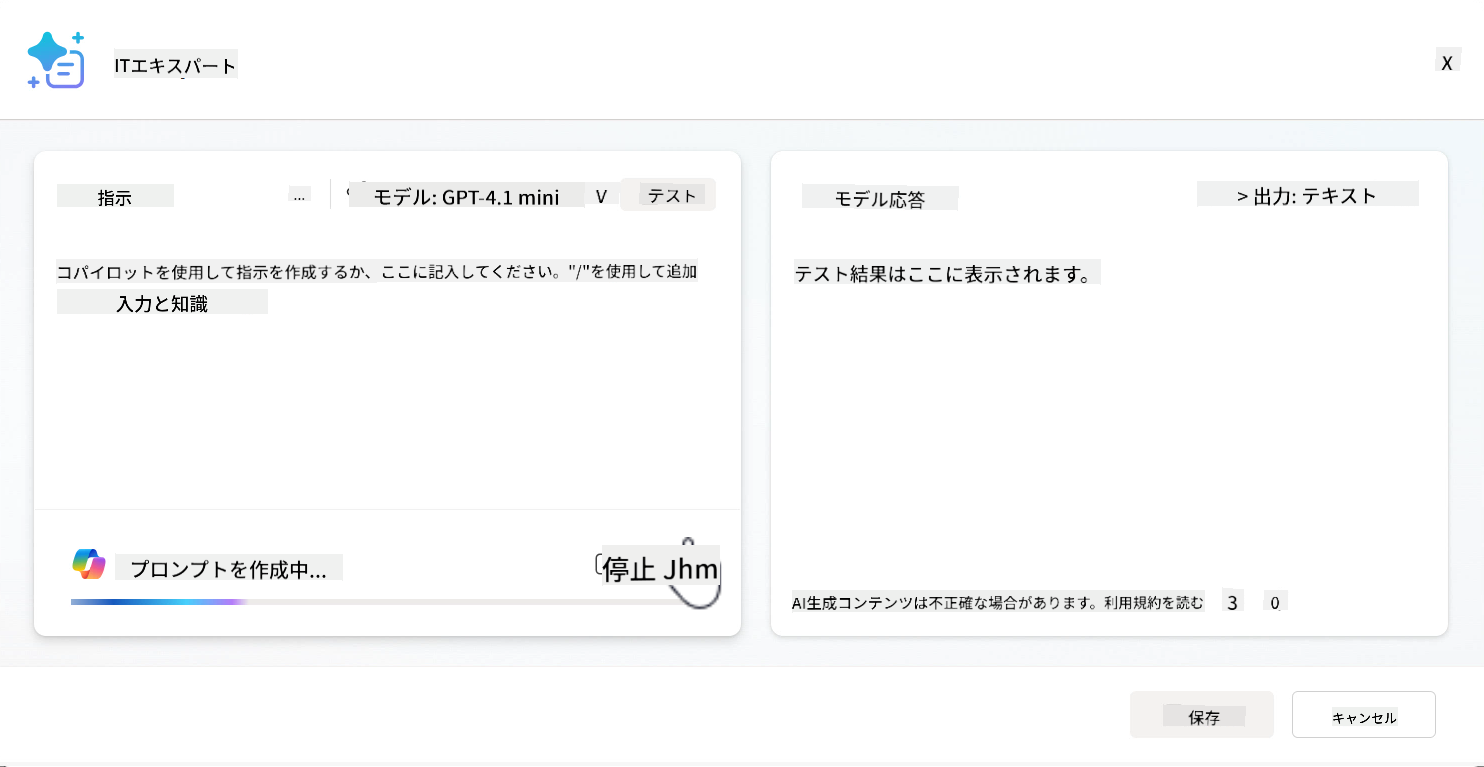 ITエキスパート
X
指示
...
モデル: GPT-4.1 mini
V
テスト
コパイロットを使用して指示を作成するか、ここに記入してください。"/"を使用して追加
入力と知識
プロンプトを作成中...
停止 Jhm
モデル応答
> 出力: テキスト
テスト結果はここに表示されます。
AI生成コンテンツは不正確な場合があります。利用規約を読む
3
0
保存
キャンセル